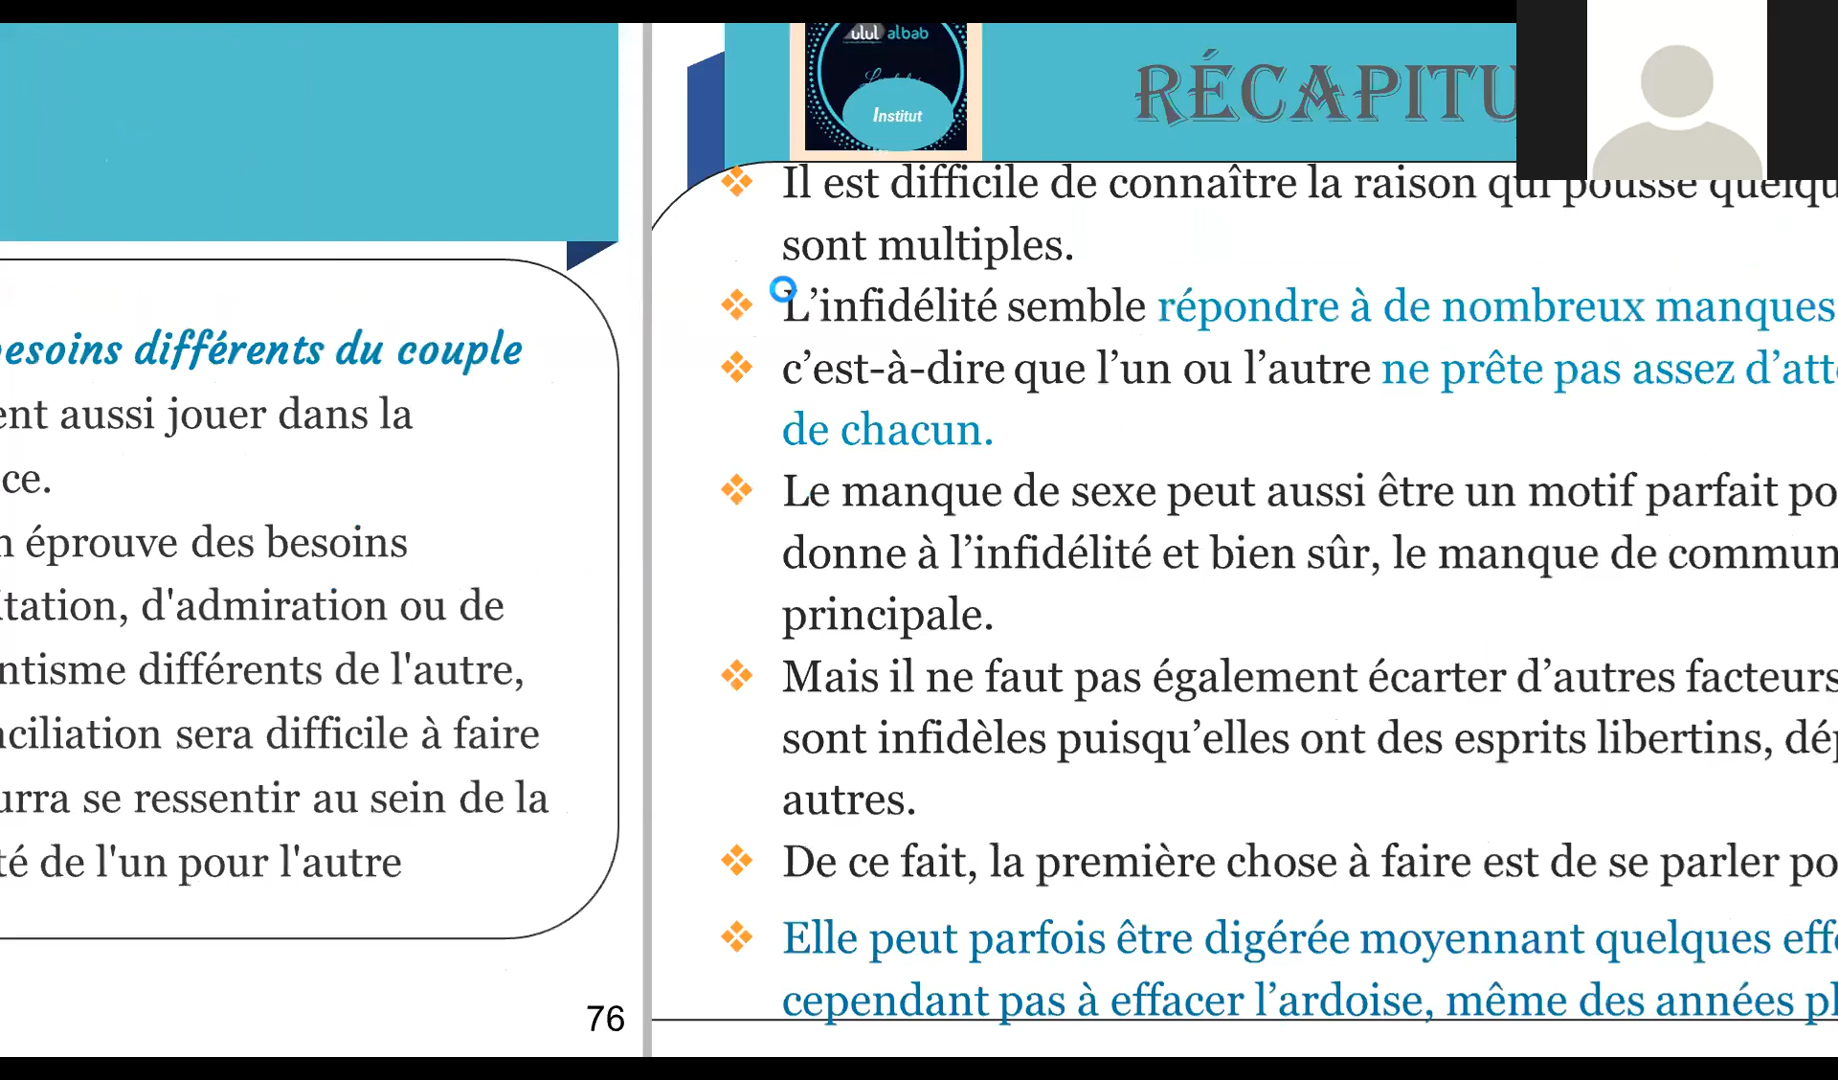 besoins différents du couple
ent aussi jouer dans la
ce.
éprouve des besoins
itation, d'admiration ou de
ntisme différents de l'autre,
nciliation sera difficile à faire
urra se ressentir au sein de la
té de l'un pour l'autre
76
ulul albab
Institut
RÉCAPITU
Il est difficile de connaître la raison qui pousse quelqu
sont multiples.
L’infidélité semble répondre à de nombreux manques
c’est-à-dire que l’un ou l’autre ne prête pas assez d’att
de chacun.
Le manque de sexe peut aussi être un motif parfait po
donne à l’infidélité et bien sûr, le manque de commun
principale.
Mais il ne faut pas également écarter d’autres facteurs
sont infidèles puisqu’elles ont des esprits libertins, dé
autres.
De ce fait, la première chose à faire est de se parler po
Elle peut parfois être digérée moyennant quelques eff
cependant pas à effacer l’ardoise, même des années pl